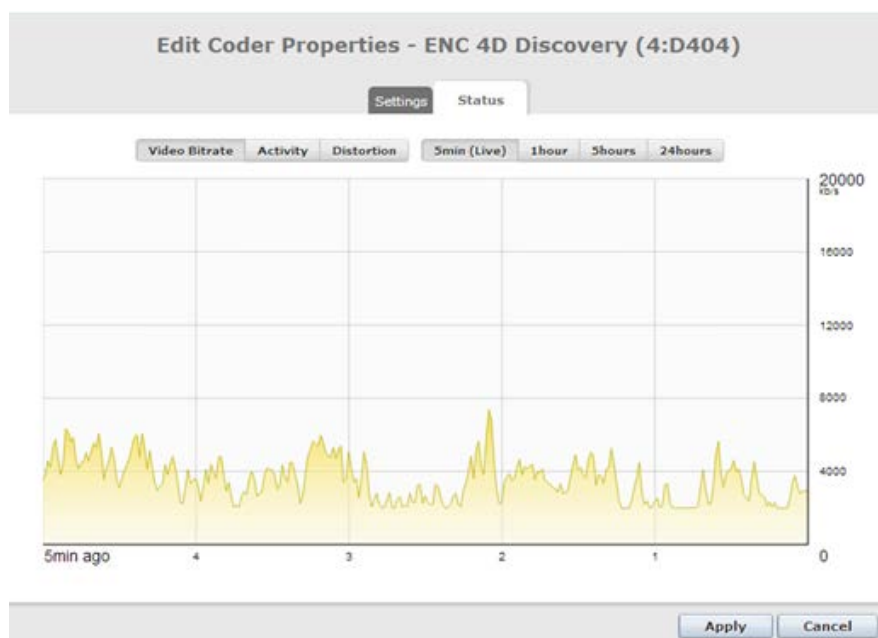 Edit Coder Properties - ENC 4D Discovery (4:D404)
Settings Status
Video Bitrate Activity Distortion 5min (Live) 1hour 5hours 24hours
20000
kb/s
16000
12000
8000
4000
5min ago 4 3 2 1 0
Apply Cancel